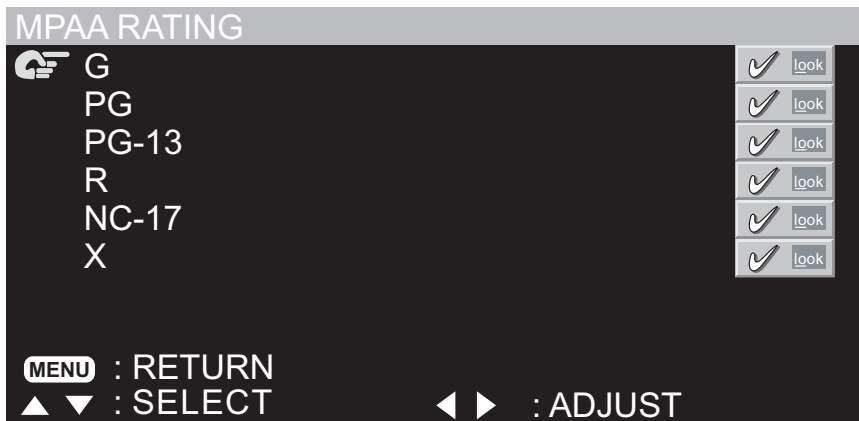 MPAA RATING
G look
PG look
PG-13 look
R look
NC-17 look
X look
MENU : RETURN
: SELECT : ADJUST